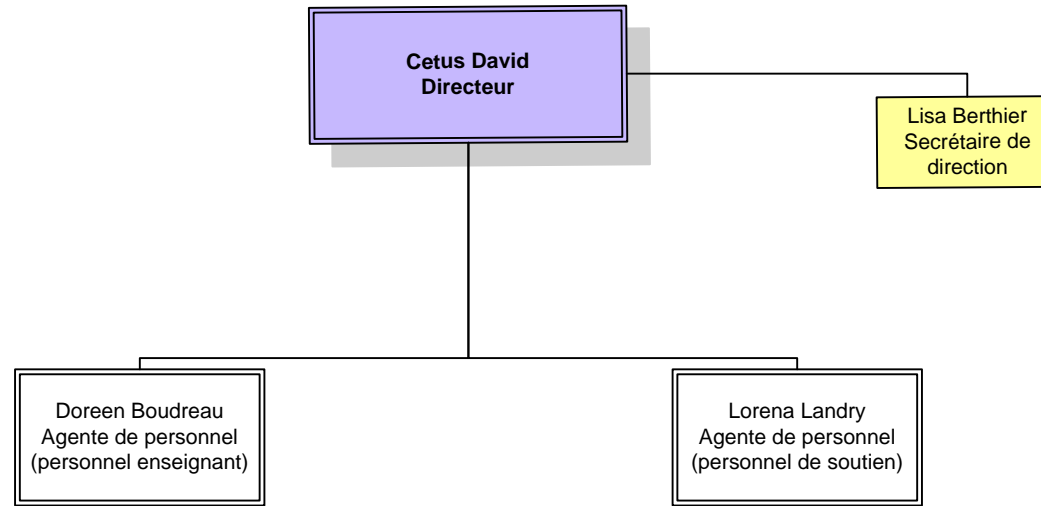 Cetus David
Directeur
Lisa Berthier
Secrétaire de
direction
Doreen Boudreau
Agente de personnel
(personnel enseignant)
Lorena Landry
Agente de personnel
(personnel de soutien)